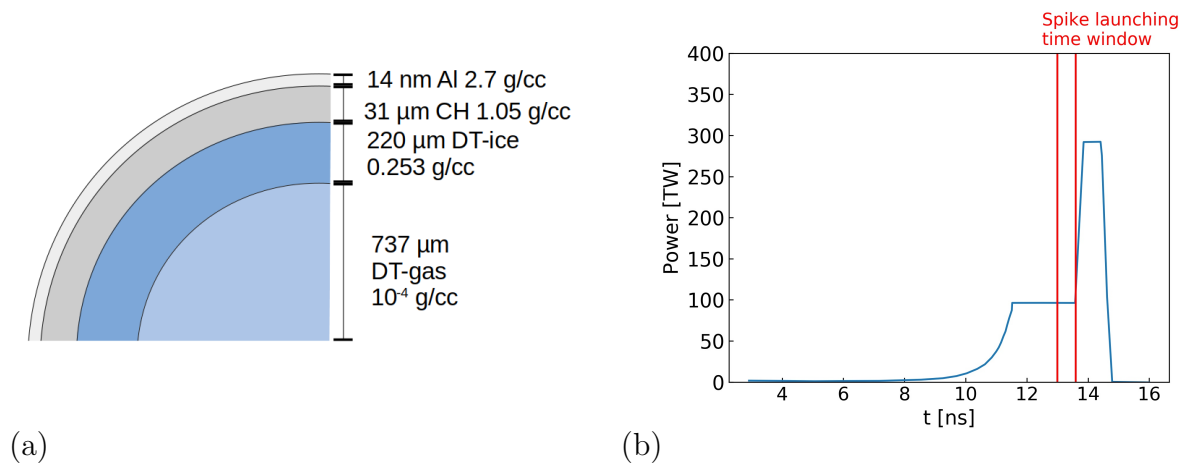 14 nm Al 2.7 g/cc
31 µm CH 1.05 g/cc
220 µm DT-ice
0.253 g/cc
737 µm
DT-gas
10⁻⁴ g/cc
(a)
Spike launching
time window
400
350
300
250
200
150
100
50
0
Power [TW]
4 6 8 10 12 14 16
t [ns]
(b)